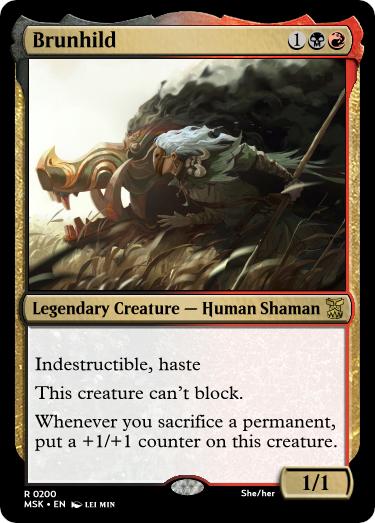 Brunhild 1
Legendary Creature — Human Shaman
Indestructible, haste
This creature can't block.
Whenever you sacrifice a permanent,
put a +1/+1 counter on this creature.
1/1
R 0200
MSK • EN LEI MIN
She/her